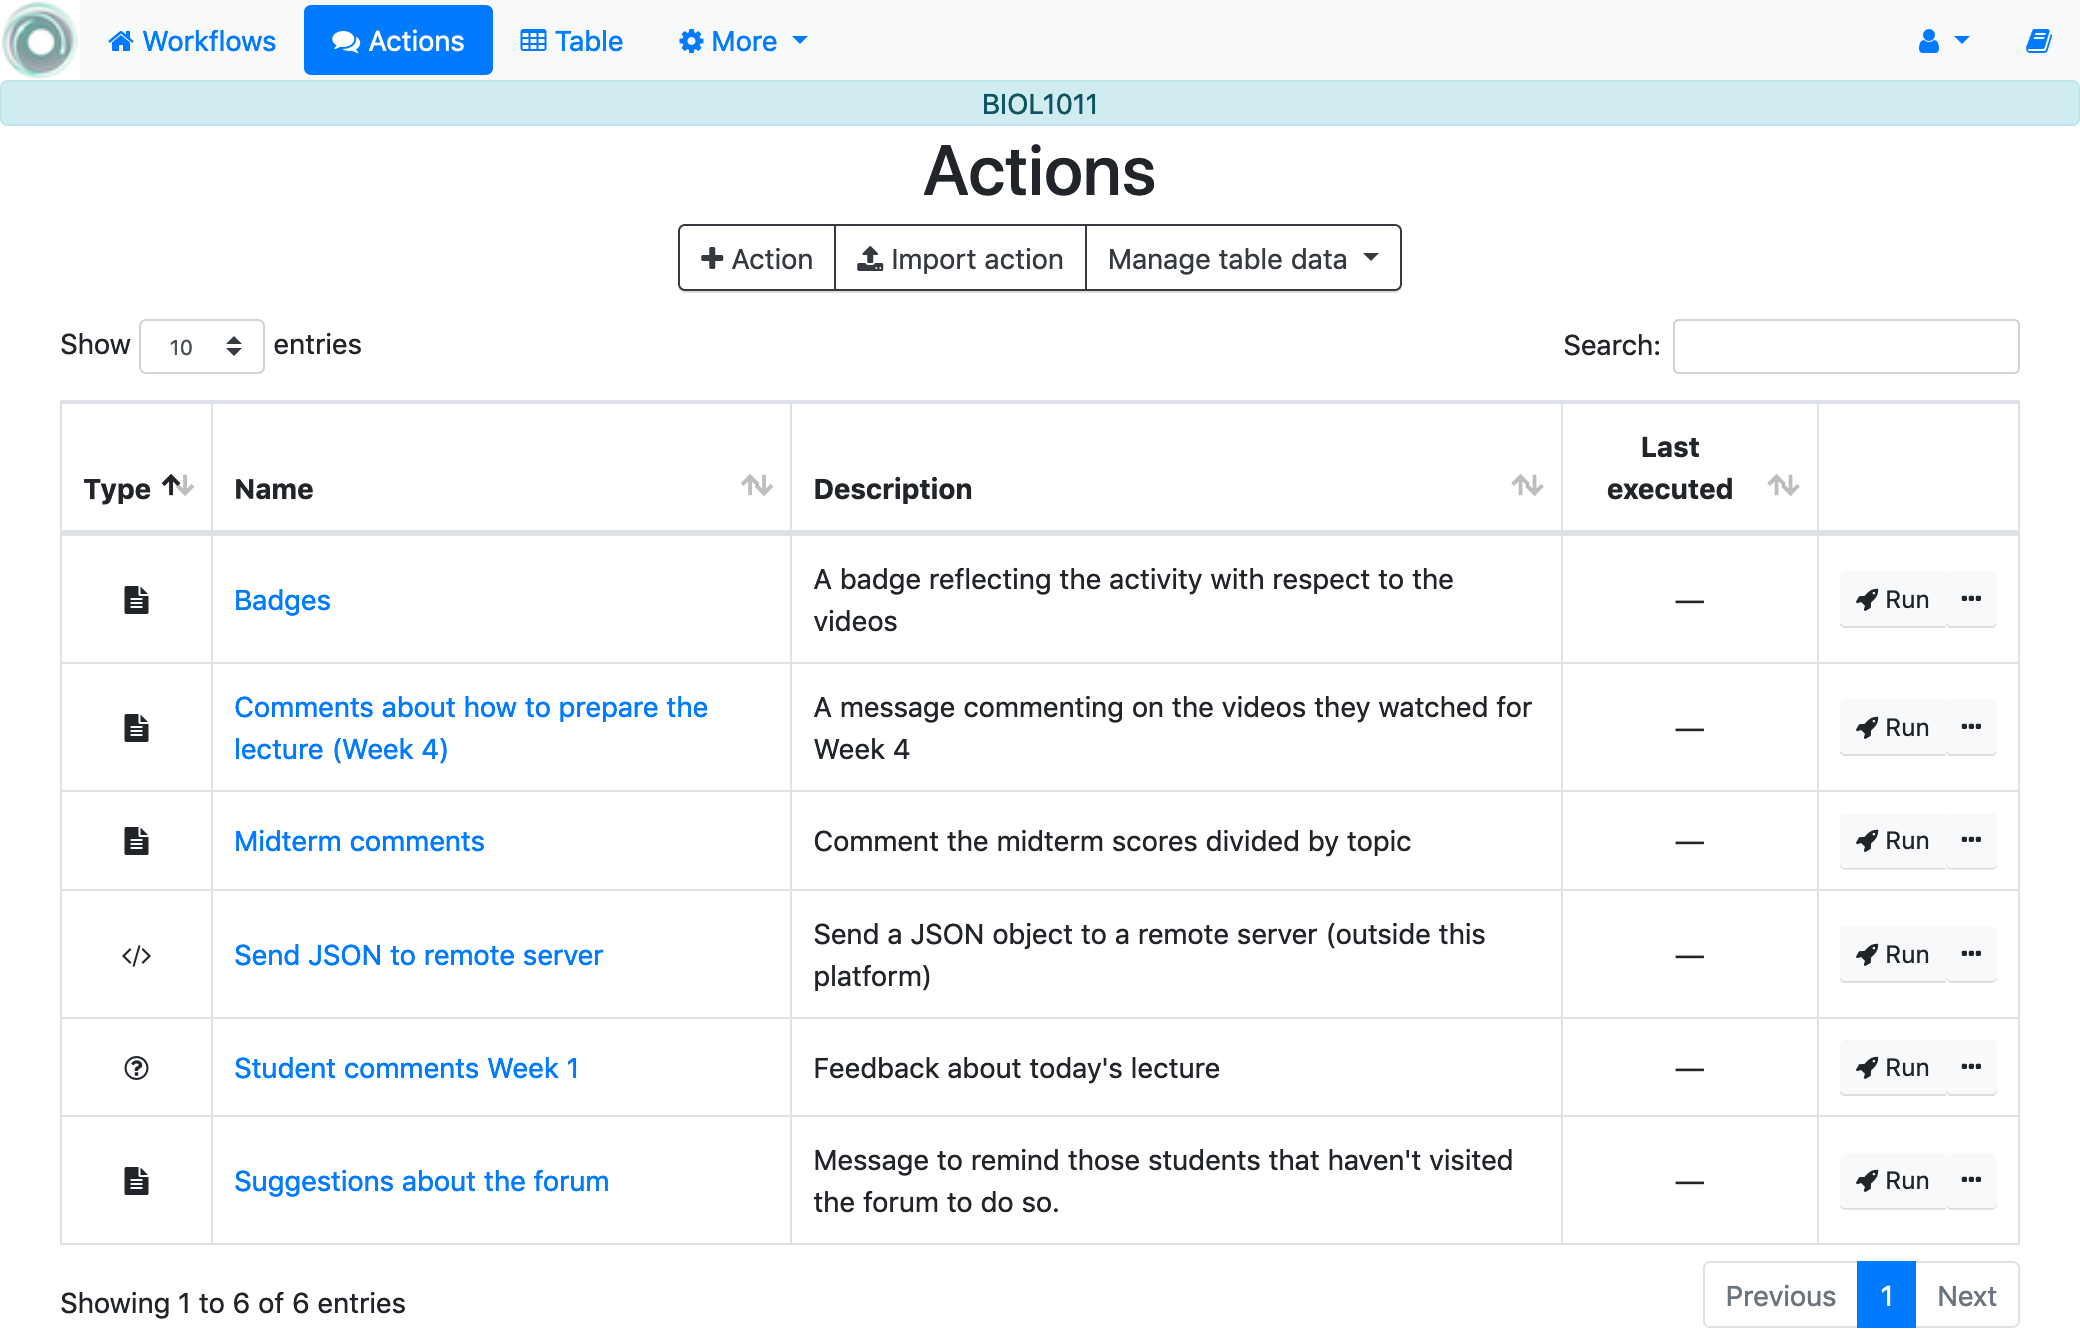 Workflows Actions Table More
BIOL1011
Actions
Action Import action Manage table data
Show 10 entries Search:
Type Name Description Last executed
Badges A badge reflecting the activity with respect to the videos — Run
Comments about how to prepare the lecture (Week 4) A message commenting on the videos they watched for Week 4 — Run
Midterm comments Comment the midterm scores divided by topic — Run
Send JSON to remote server Send a JSON object to a remote server (outside this platform) — Run
Student comments Week 1 Feedback about today's lecture — Run
Suggestions about the forum Message to remind those students that haven't visited the forum to do so. — Run
Showing 1 to 6 of 6 entries Previous 1 Next